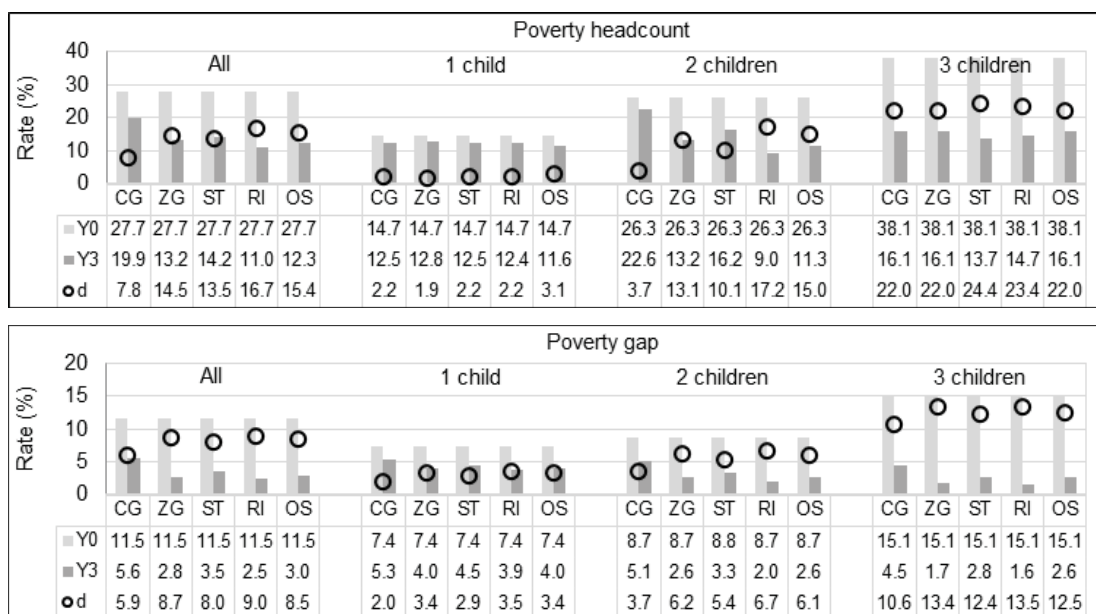 Poverty headcount
Rate (%)
40
30
20
10
0
All 1 child 2 children 3 children
CG ZG ST RI OS CG ZG ST RI OS CG ZG ST RI OS CG ZG ST RI OS
Y0 27.7 27.7 27.7 27.7 27.7 14.7 14.7 14.7 14.7 14.7 26.3 26.3 26.3 26.3 26.3 38.1 38.1 38.1 38.1 38.1
Y3 19.9 13.2 14.2 11.0 12.3 12.5 12.8 12.5 12.4 11.6 22.6 13.2 16.2 9.0 11.3 16.1 16.1 13.7 14.7 16.1
d 7.8 14.5 13.5 16.7 15.4 2.2 1.9 2.2 2.2 3.1 3.7 13.1 10.1 17.2 15.0 22.0 22.0 24.4 23.4 22.0
Poverty gap
Rate (%)
20
15
10
5
0
All 1 child 2 children 3 children
CG ZG ST RI OS CG ZG ST RI OS CG ZG ST RI OS CG ZG ST RI OS
Y0 11.5 11.5 11.5 11.5 11.5 7.4 7.4 7.4 7.4 7.4 8.7 8.7 8.8 8.7 8.7 15.1 15.1 15.1 15.1 15.1
Y3 5.6 2.8 3.5 2.5 3.0 5.3 4.0 4.5 3.9 4.0 5.1 2.6 3.3 2.0 2.6 4.5 1.7 2.8 1.6 2.6
d 5.9 8.7 8.0 9.0 8.5 2.0 3.4 2.9 3.5 3.4 3.7 6.2 5.4 6.7 6.1 10.6 13.4 12.4 13.5 12.5